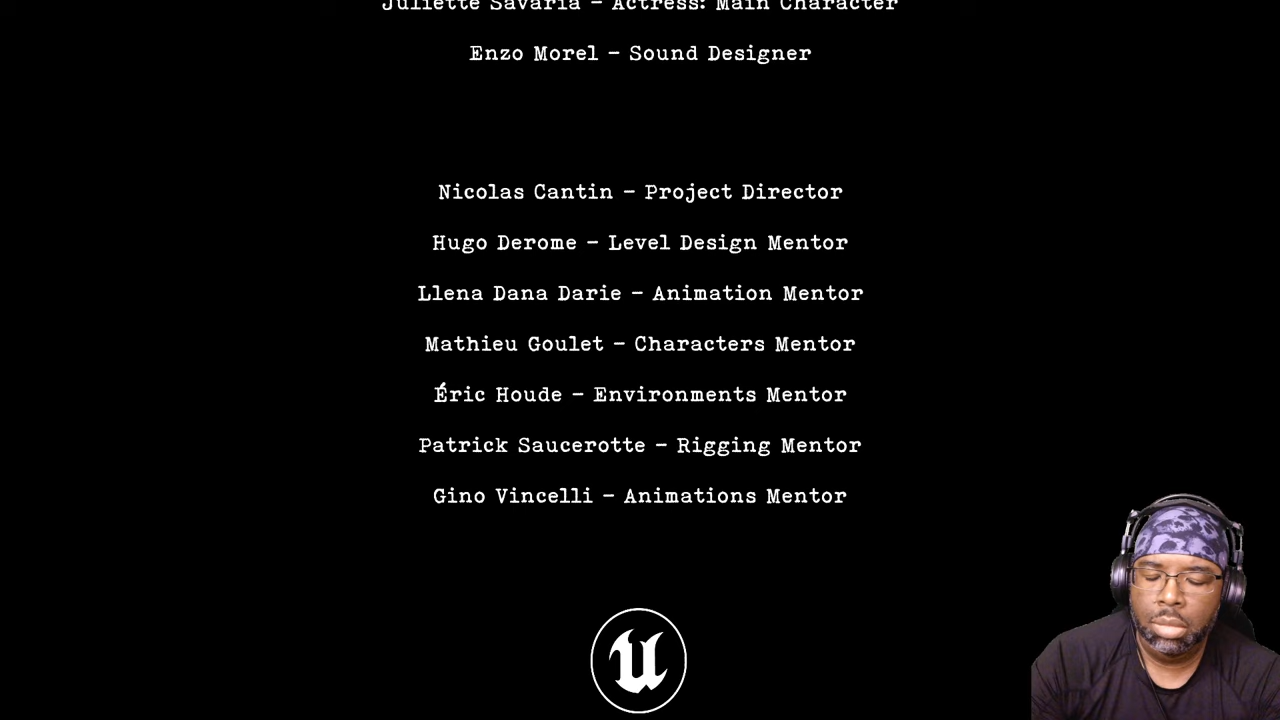 Juliette Savaria - Actress: Main Character
Enzo Morel - Sound Designer
Nicolas Cantin - Project Director
Hugo Derome - Level Design Mentor
Llena Dana Darie - Animation Mentor
Mathieu Goulet - Characters Mentor
Éric Houde - Environments Mentor
Patrick Saucerotte - Rigging Mentor
Gino Vincelli - Animations Mentor